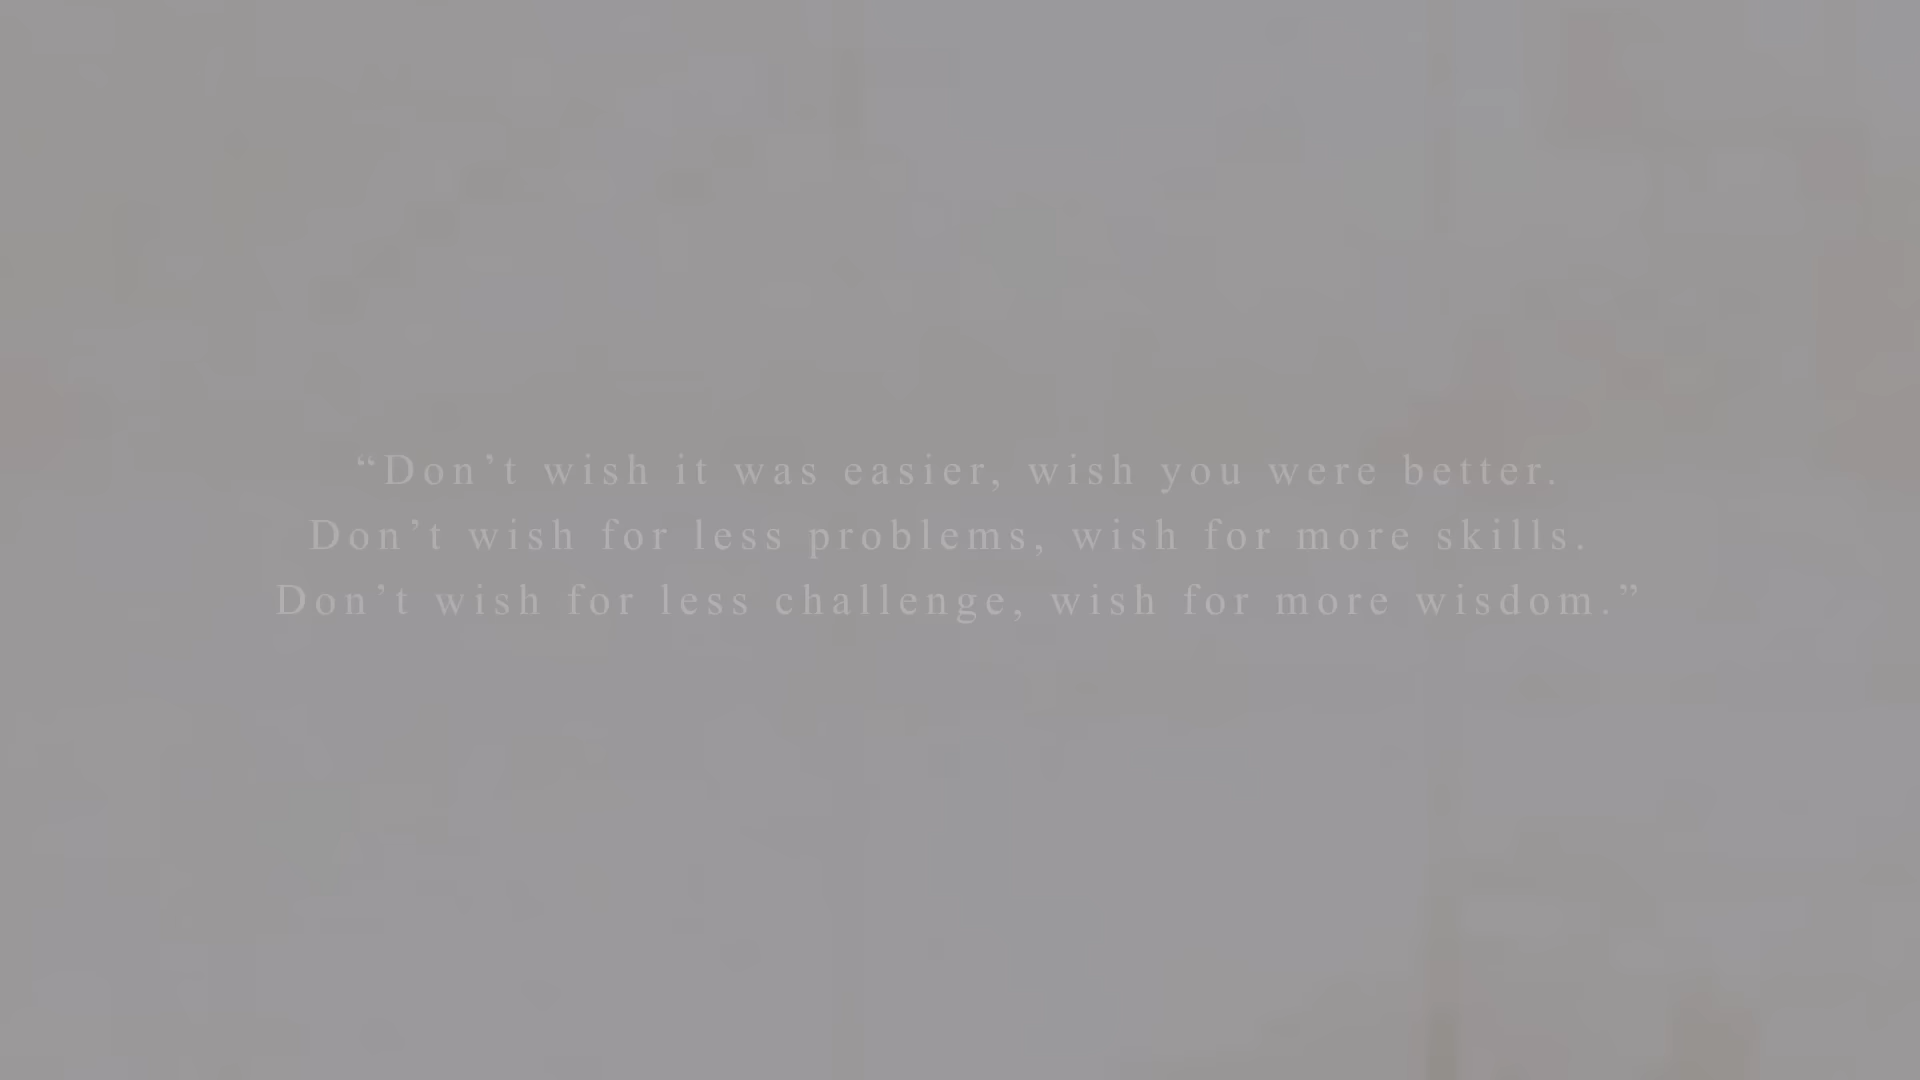 “Don’t wish it was easier, wish you were better.
Don’t wish for less problems, wish for more skills.
Don’t wish for less challenge, wish for more wisdom.”